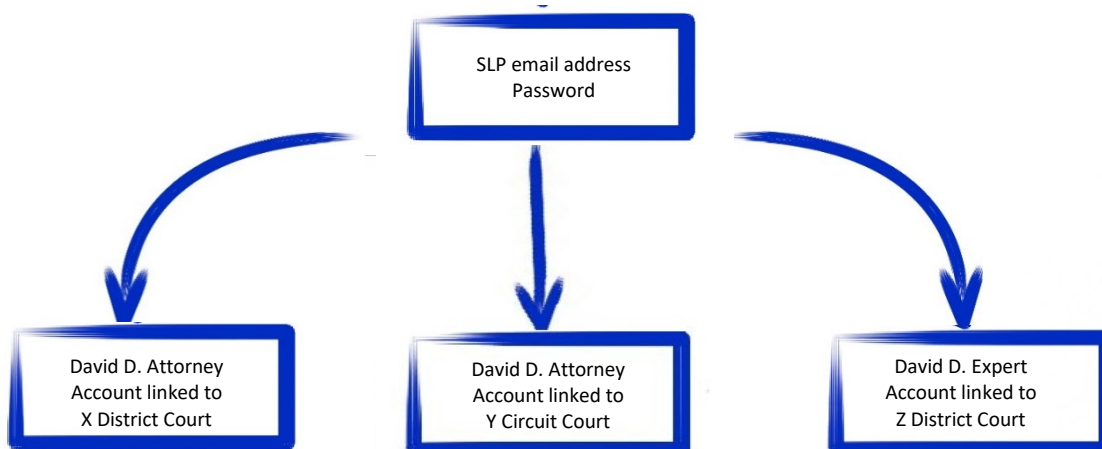 SLP email address
Password
David D. Attorney
Account linked to
X District Court
David D. Attorney
Account linked to
Y Circuit Court
David D. Expert
Account linked to
Z District Court